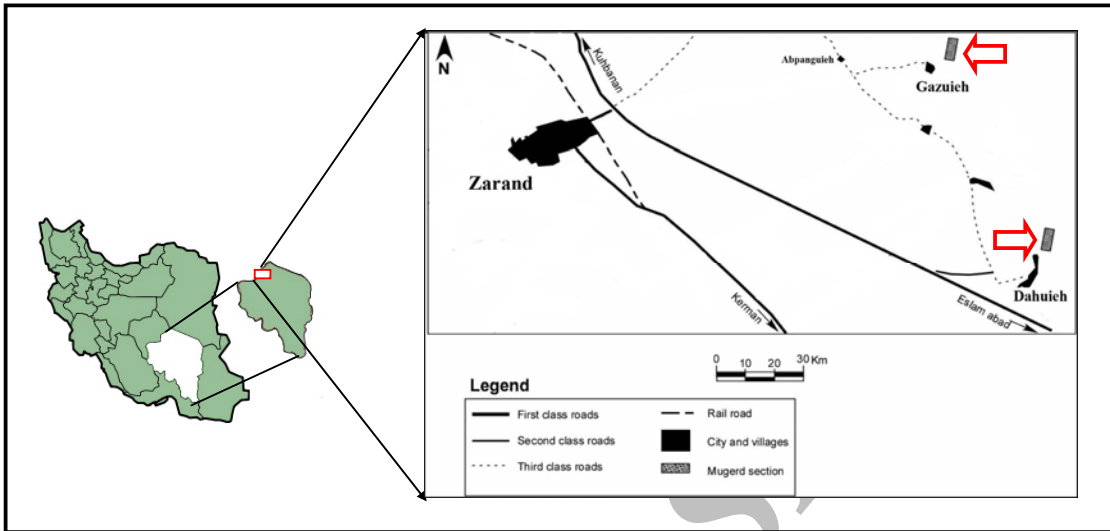 N
Kuhbanan
Abpanguieh
Gazuieh
Zarand
Dahuieh
Kerman
Eslam abad
0 10 20 30 Km
Legend
First class roads
Second class roads
Third class roads
Rail road
City and villages
Mugerd section